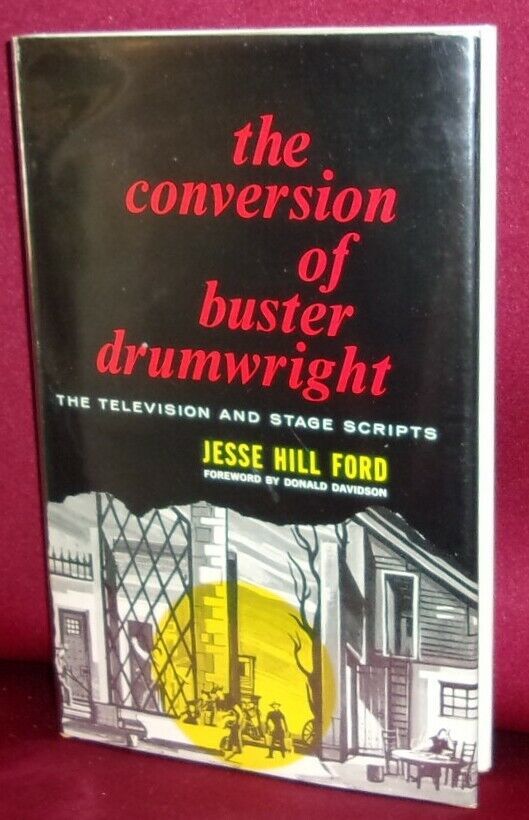 the
conversion
of
buster
drumwright
THE TELEVISION AND STAGE SCRIPTS
JESSE HILL FORD
FOREWORD BY DONALD DAVIDSON